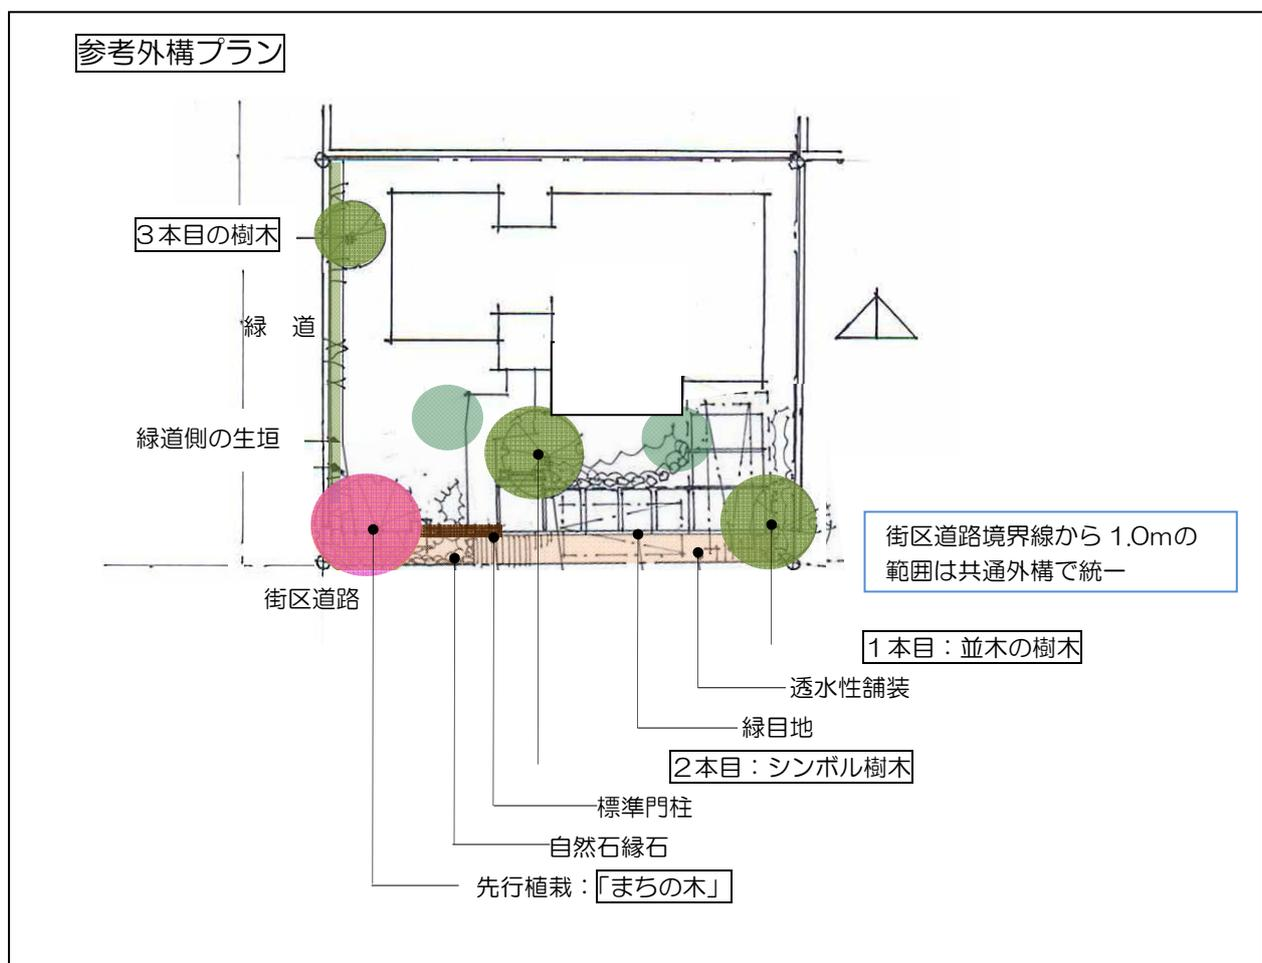 参考外構プラン
3本目の樹木
緑 道
緑道側の生垣
街区道路境界線から 1.0mの
範囲は共通外構で統一
街区道路
1本目:並木の樹木
透水性舗装
緑目地
2本目:シンボル樹木
標準門柱
自然石縁石
先行植栽:「まちの木」